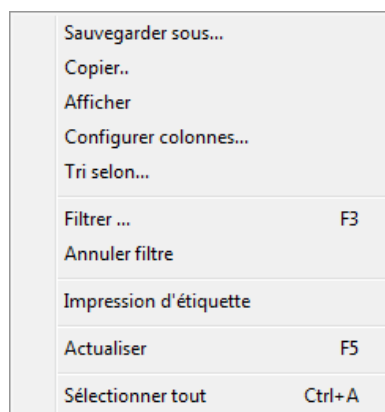 Sauvegarder sous...
Copier..
Afficher
Configurer colonnes...
Tri selon...
Filtrer ... F3
Annuler filtre
Impression d'étiquette
Actualiser F5
Sélectionner tout Ctrl+A